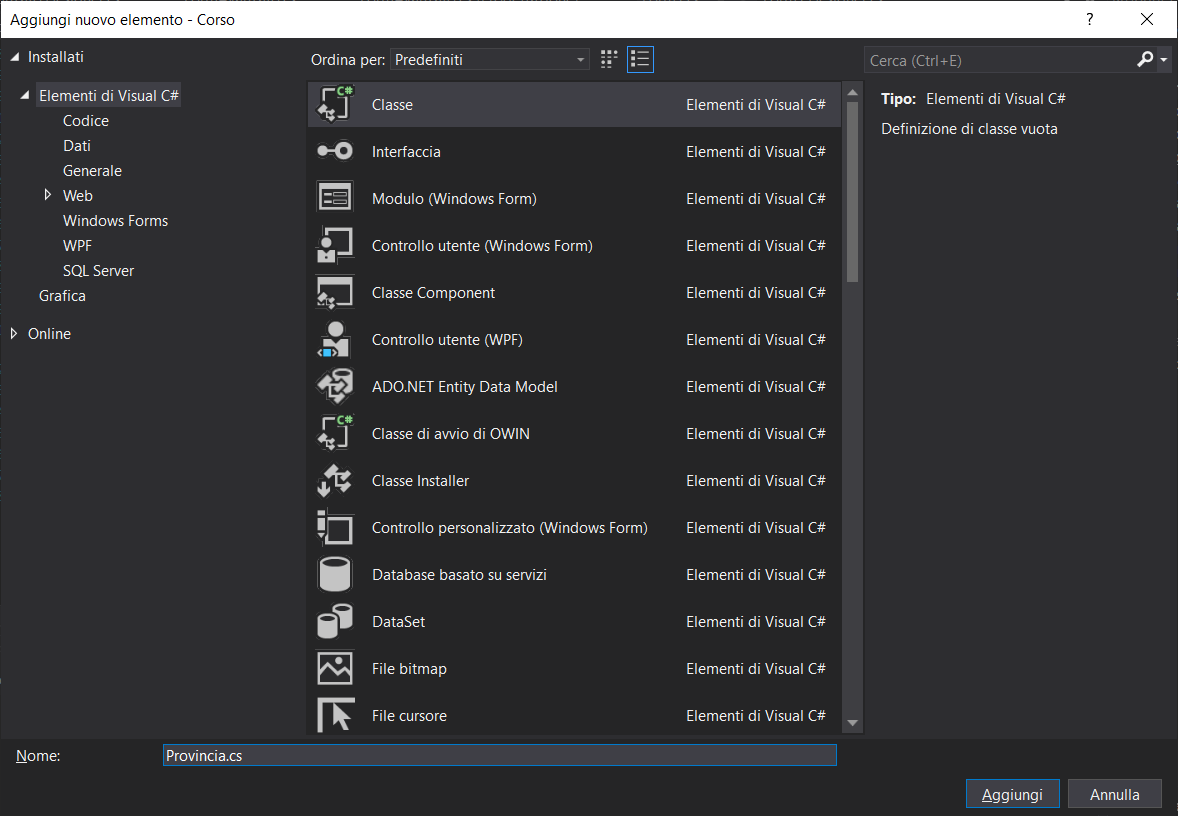 Aggiungi nuovo elemento - Corso
?
Installati
Elementi di Visual C#
Codice
Dati
Generale
Web
Windows Forms
WPF
SQL Server
Grafica
Online
Ordina per: Predefiniti
C# Classe Elementi di Visual C#
Interfaccia Elementi di Visual C#
Modulo (Windows Form) Elementi di Visual C#
Controllo utente (Windows Form) Elementi di Visual C#
Classe Component Elementi di Visual C#
Controllo utente (WPF) Elementi di Visual C#
ADO.NET Entity Data Model Elementi di Visual C#
C# Classe di avvio di OWIN Elementi di Visual C#
Classe Installer Elementi di Visual C#
Controllo personalizzato (Windows Form) Elementi di Visual C#
Database basato su servizi Elementi di Visual C#
DataSet Elementi di Visual C#
File bitmap Elementi di Visual C#
File cursore Elementi di Visual C#
Cerca (Ctrl+E)
Tipo: Elementi di Visual C#
Definizione di classe vuota
Nome: Provincia.cs
Aggiungi Annulla